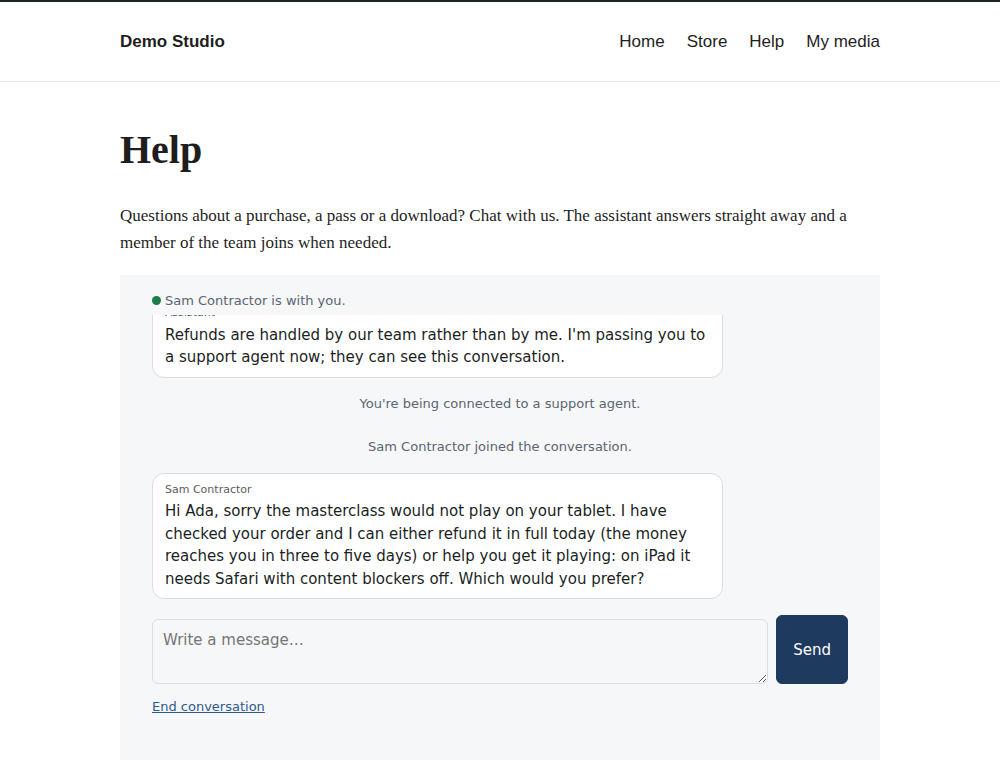 Demo Studio
Home Store Help My media
Help
Questions about a purchase, a pass or a download? Chat with us. The assistant answers straight away and a
member of the team joins when needed.
Sam Contractor is with you.
Refunds are handled by our team rather than by me. I'm passing you to
a support agent now; they can see this conversation.
You're being connected to a support agent.
Sam Contractor joined the conversation.
Sam Contractor
Hi Ada, sorry the masterclass would not play on your tablet. I have
checked your order and I can either refund it in full today (the money
reaches you in three to five days) or help you get it playing: on iPad it
needs Safari with content blockers off. Which would you prefer?
Write a message…
Send
End conversation